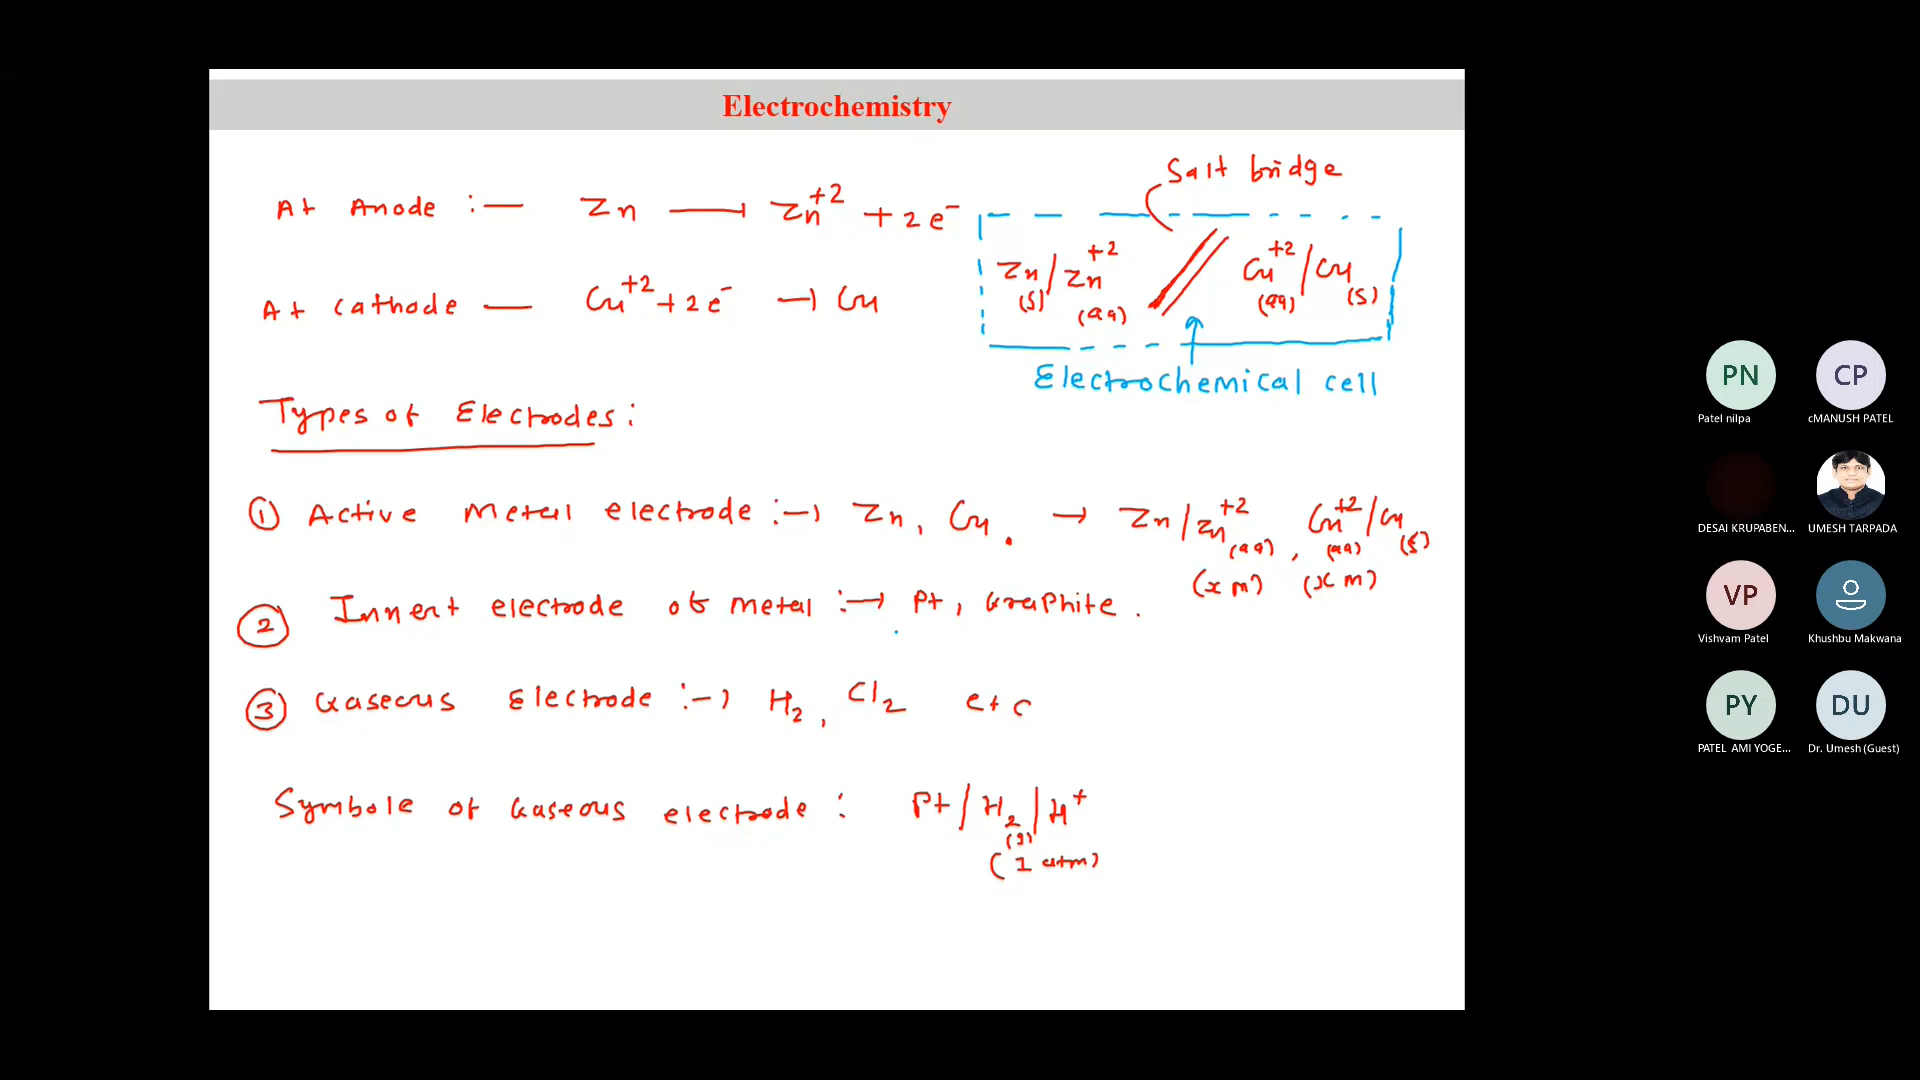 Electrochemistry
Salt bridge
At Anode :— Zn ⟶ Zn⁺² + 2e⁻
Zn(s)/Zn⁺²(aq) // Cu⁺²(aq)/Cu(s)
At cathode — Cu⁺² + 2e⁻ → Cu
Electrochemical cell
Types of Electrodes :
① Active metal electrode :→ Zn, Cu. → Zn/Zn⁺²(aq), Cu⁺²(aq)/Cu(s)
(x m) (x m)
② Innert electrode of metal :→ Pt, Graphite.
③ Gaseous Electrode :→ H₂, Cl₂ etc
Symbole of Gaseous electrode : Pt/H₂(g)/H⁺
(1 atm)
PN
CP
Patel nilpa
cMANUSH PATEL
DESAI KRUPABEN...
UMESH TARPADA
VP
Vishvam Patel
Khushbu Makwana
PY
DU
PATEL AMI YOGE...
Dr. Umesh (Guest)